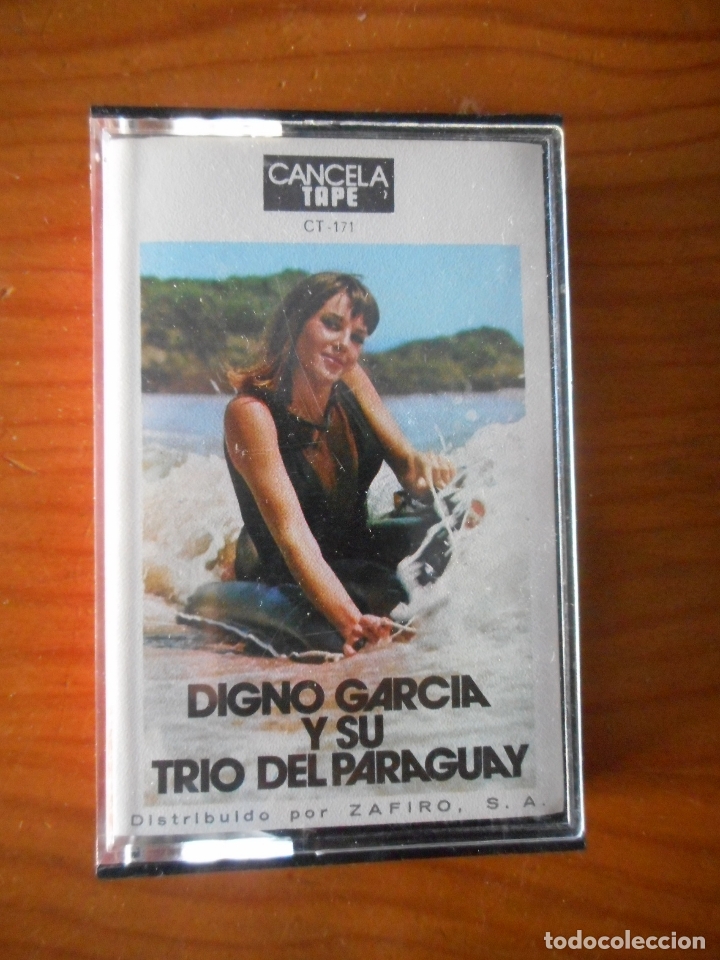 CANCELA
TAPE
CT-171
DIGNO GARCIA
Y SU
TRIO DEL PARAGUAY
Distribuido por ZAFIRO, S. A.
todocoleccion